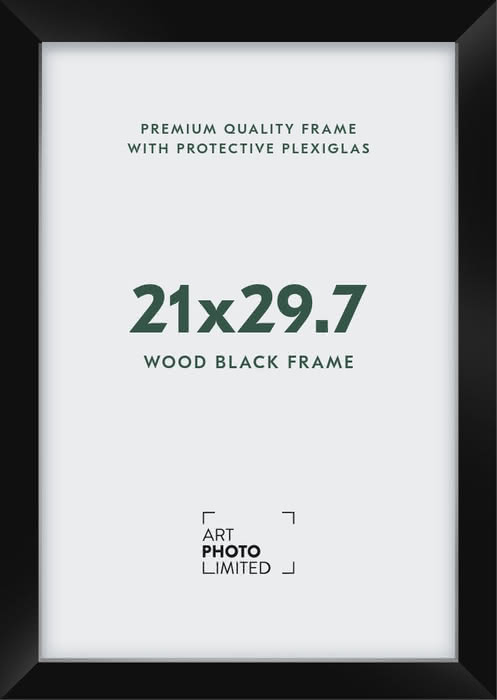 PREMIUM QUALITY FRAME
WITH PROTECTIVE PLEXIGLAS
21x29.7
WOOD BLACK FRAME
ART
PHOTO
LIMITED